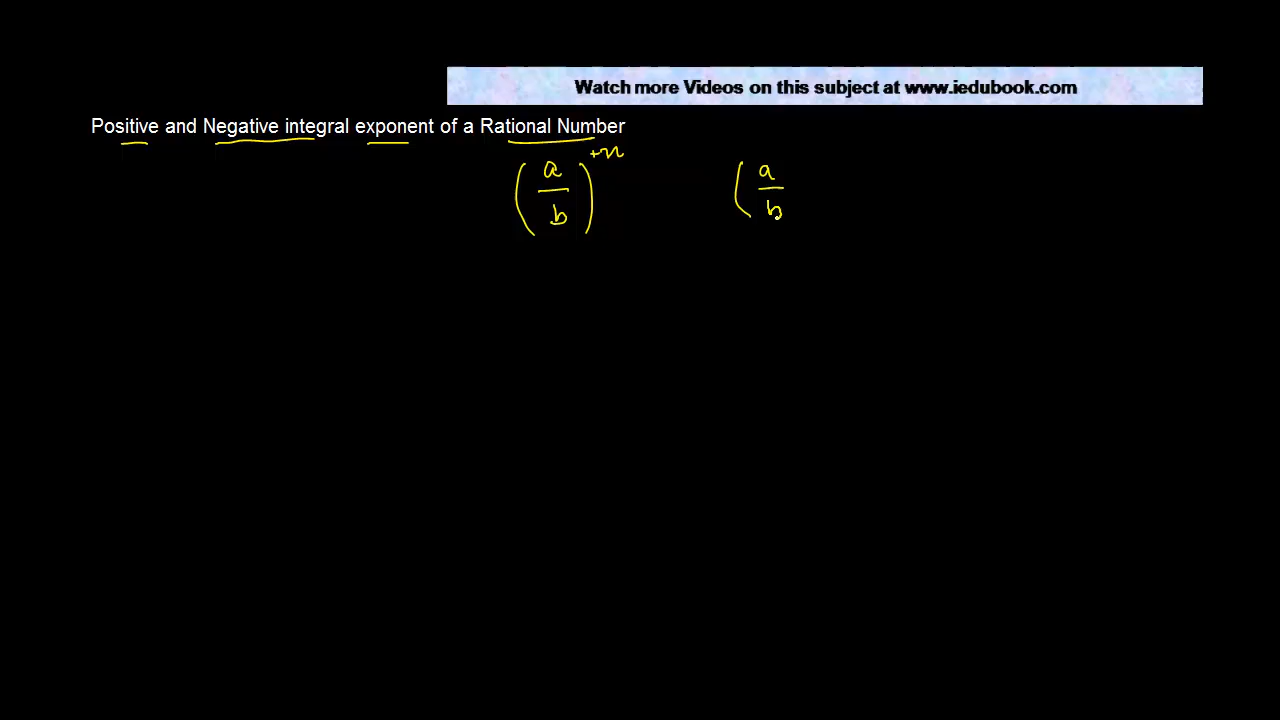 Watch more Videos on this subject at www.iedubook.com
Positive and Negative integral exponent of a Rational Number
(a/b)^+n (a/b